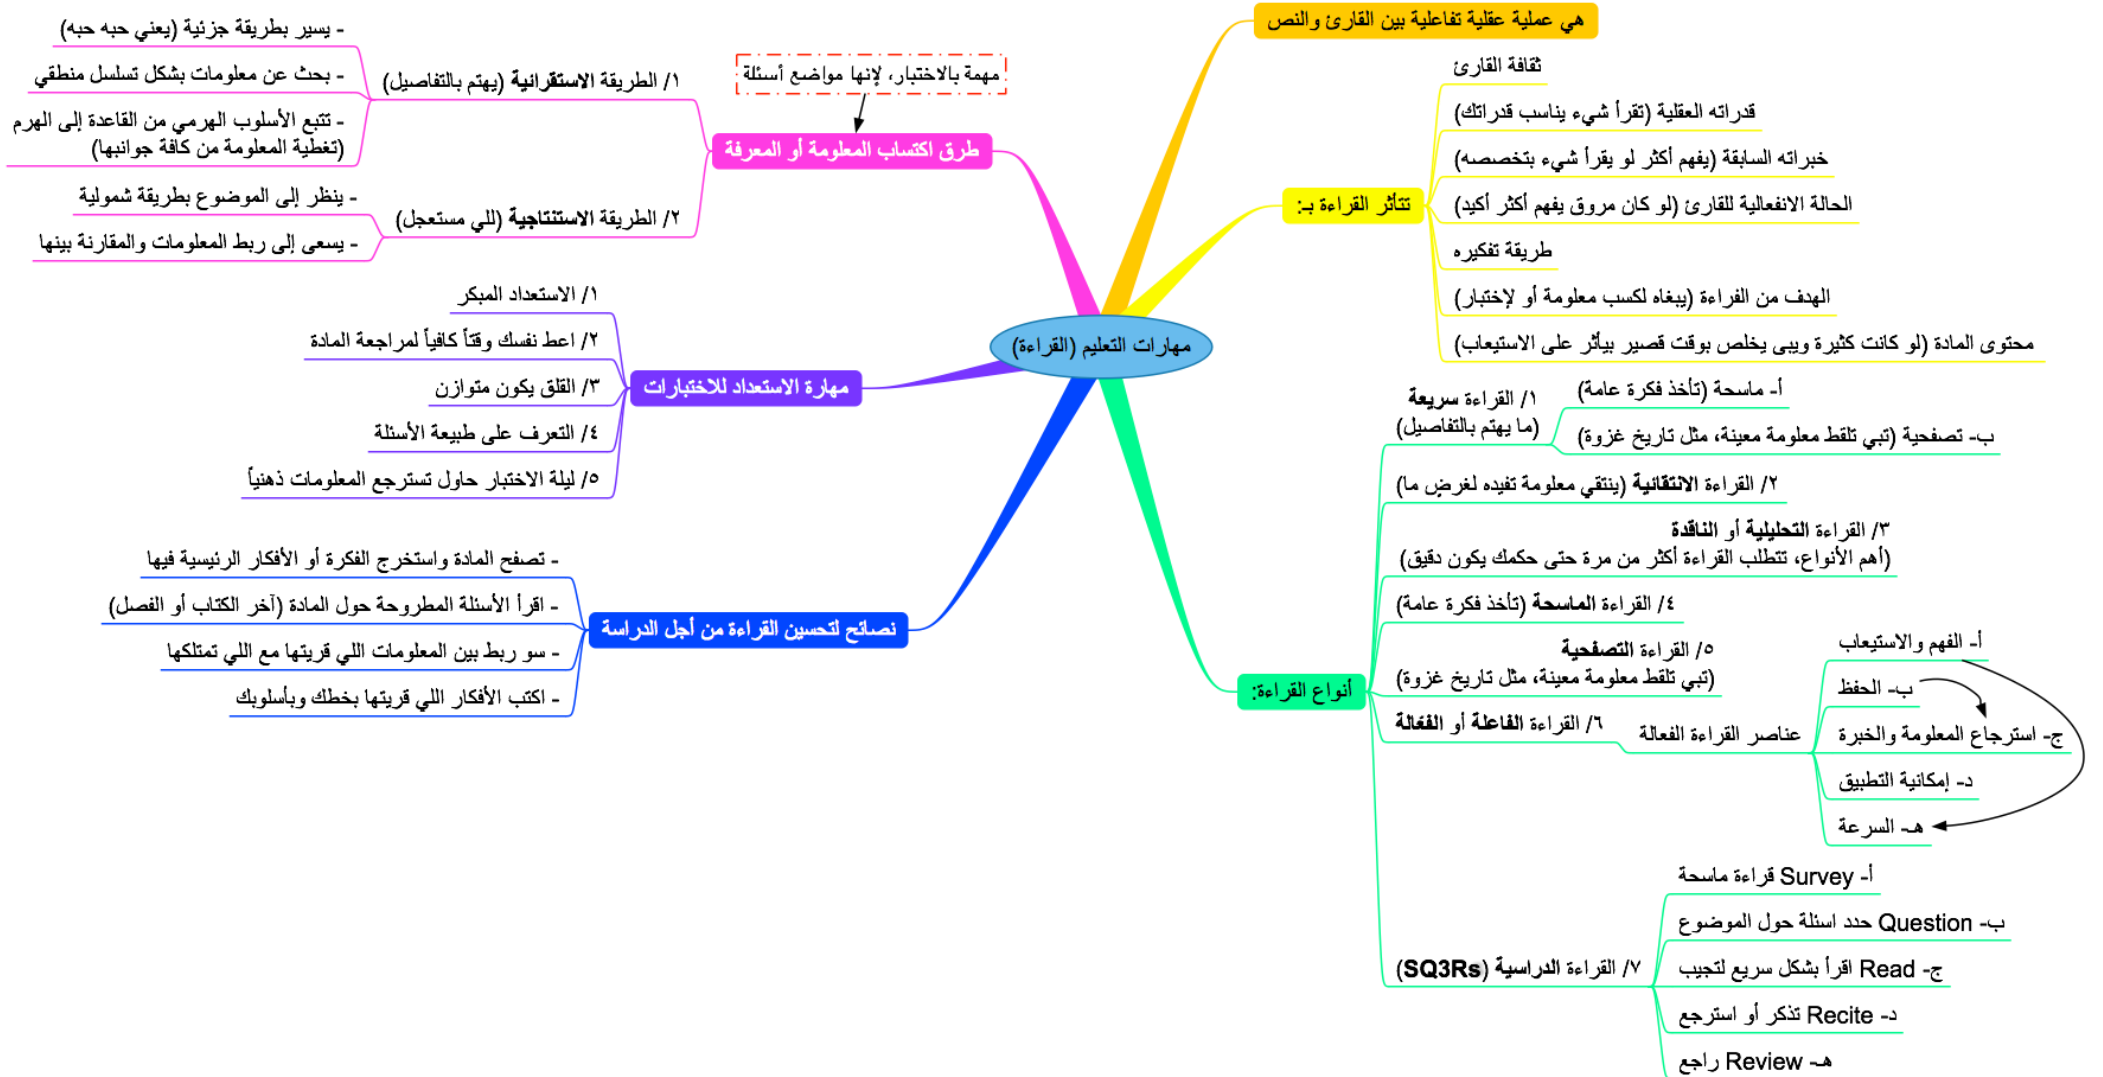 مهارات التعليم (القراءة)
هي عملية عقلية تفاعلية بين القارئ والنص
تتأثر القراءة بـ:
ثقافة القارئ
قدراته العقلية (تقرأ شيء يناسب قدراتك)
خبراته السابقة (يفهم أكثر لو يقرأ شيء بتخصصه)
الحالة الانفعالية للقارئ (لو كان مروق يفهم أكثر أكيد)
طريقة تفكيره
الهدف من الفراءة (يبغاه لكسب معلومة أو لإختبار)
محتوى المادة (لو كانت كثيرة ويبى يخلص بوقت قصير بيأثر على الاستيعاب)
أنواع القراءة:
١/ القراءة سريعة
(ما يهتم بالتفاصيل)
أ- ماسحة (تأخذ فكرة عامة)
ب- تصفحية (تبي تلقط معلومة معينة، مثل تاريخ غزوة)
٢/ القراءة الانتقائية (ينتقي معلومة تفيده لغرضٍ ما)
٣/ القراءة التحليلية أو الناقدة
(أهم الأنواع، تتطلب القراءة أكثر من مرة حتى حكمك يكون دقيق)
٤/ القراءة الماسحة (تأخذ فكرة عامة)
٥/ القراءة التصفحية
(تبي تلقط معلومة معينة، مثل تاريخ غزوة)
٦/ القراءة الفاعلة أو الفعّالة
عناصر القراءة الفعالة
أ- الفهم والاستيعاب
ب- الحفظ
ج- استرجاع المعلومة والخبرة
د- إمكانية التطبيق
هـ- السرعة
٧/ القراءة الدراسية (SQ3Rs)
أ- Survey قراءة ماسحة
ب- Question حدد اسئلة حول الموضوع
ج- Read اقرأ بشكل سريع لتجيب
د- Recite تذكر أو استرجع
هـ- Review راجع
مهمة بالاختبار، لإنها مواضع أسئلة
طرق اكتساب المعلومة أو المعرفة
١/ الطريقة الاستقرائية (يهتم بالتفاصيل)
- يسير بطريقة جزئية (يعني حبه حبه)
- بحث عن معلومات بشكل تسلسل منطقي
- تتبع الأسلوب الهرمي من القاعدة إلى الهرم
(تغطية المعلومة من كافة جوانبها)
٢/ الطريقة الاستنتاجية (للي مستعجل)
- ينظر إلى الموضوع بطريقة شمولية
- يسعى إلى ربط المعلومات والمقارنة بينها
مهارة الاستعداد للاختبارات
١/ الاستعداد المبكر
٢/ اعط نفسك وقتاً كافياً لمراجعة المادة
٣/ القلق يكون متوازن
٤/ التعرف على طبيعة الأسئلة
٥/ ليلة الاختبار حاول تسترجع المعلومات ذهنياً
نصائح لتحسين القراءة من أجل الدراسة
- تصفح المادة واستخرج الفكرة أو الأفكار الرئيسية فيها
- اقرأ الأسئلة المطروحة حول المادة (آخر الكتاب أو الفصل)
- سو ربط بين المعلومات اللي قريتها مع اللي تمتلكها
- اكتب الأفكار اللي قريتها بخطك وبأسلوبك